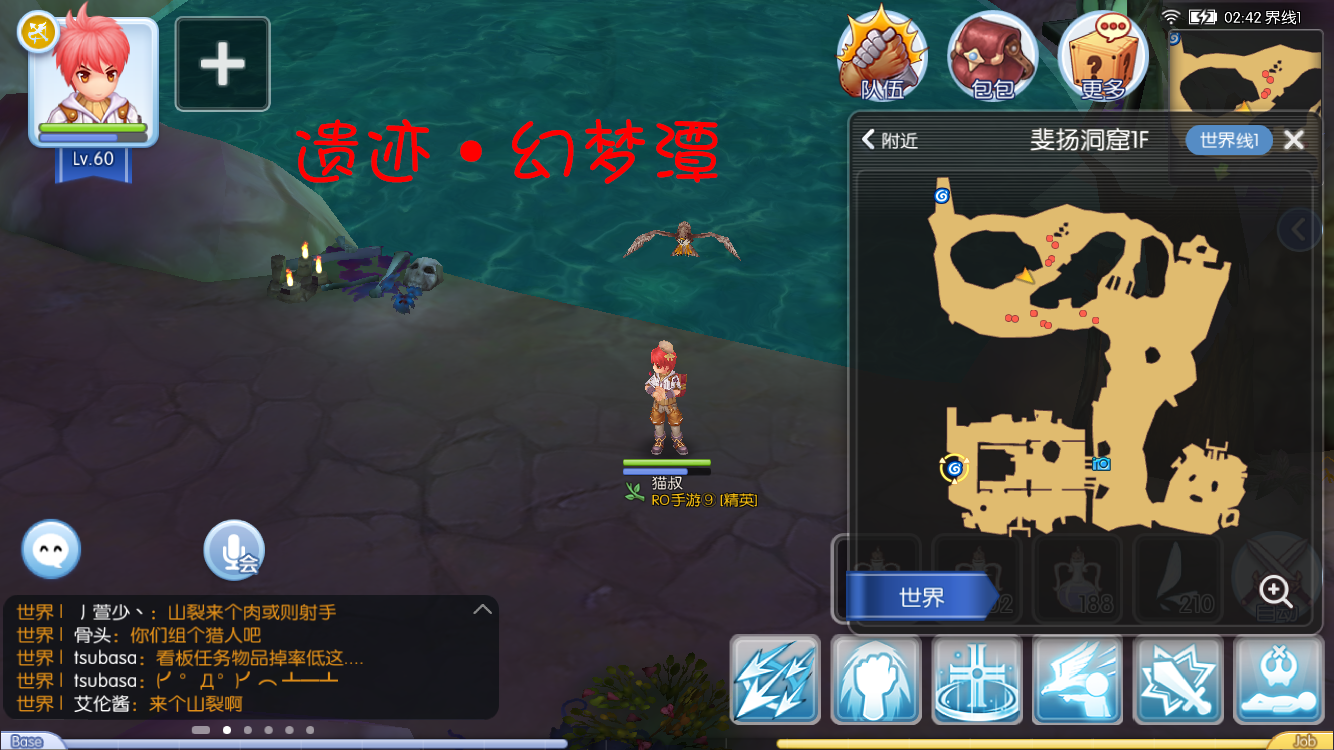 02:42 界线1
队伍
包包
更多
Lv.60
遗迹·幻梦潭
附近
斐扬洞窟1F
世界线1
猫叔
RO手游⑨ [精英]
会
世界
188
210
自动
世界 丿萱少丶: 山裂来个肉或则射手
世界 骨头: 你们组个猎人吧
世界 tsubasa: 看板任务物品掉率低这....
世界 tsubasa: (╯°Д°)╯︵┻━┻
世界 艾伦酱: 来个山裂啊
Base
Job